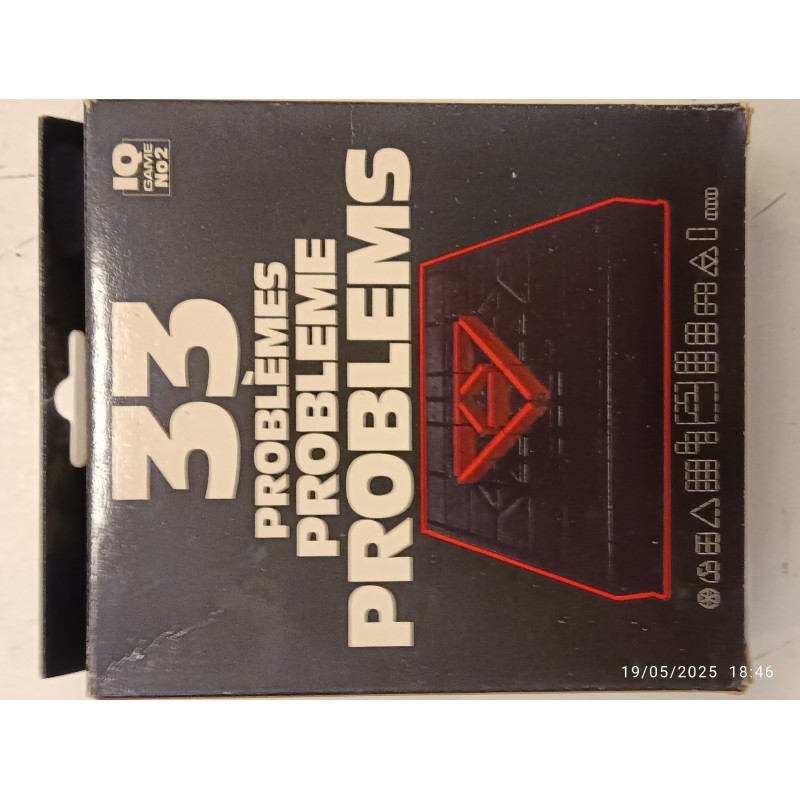 IQ
GAME
No2
33
PROBLÈMES
PROBLEME
PROBLEMS
19/05/2025 18:46